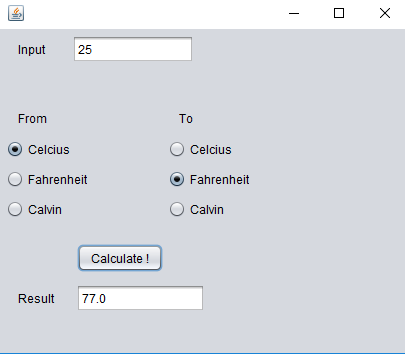 Input 25
From To
Celcius Celcius
Fahrenheit Fahrenheit
Calvin Calvin
Calculate !
Result 77.0